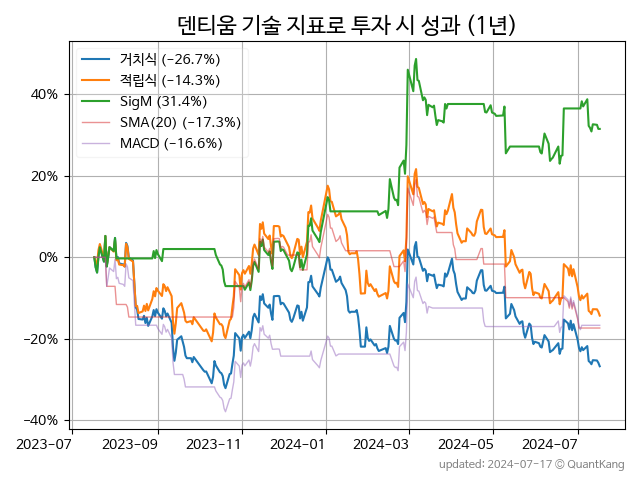 덴티움 기술 지표로 투자 시 성과 (1년)
거치식 (−26.7%)
적립식 (−14.3%)
SigM (31.4%)
SMA(20) (−17.3%)
MACD (−16.6%)
40%
20%
0%
−20%
−40%
2023-07 2023-09 2023-11 2024-01 2024-03 2024-05 2024-07
updated: 2024-07-17 © QuantKang